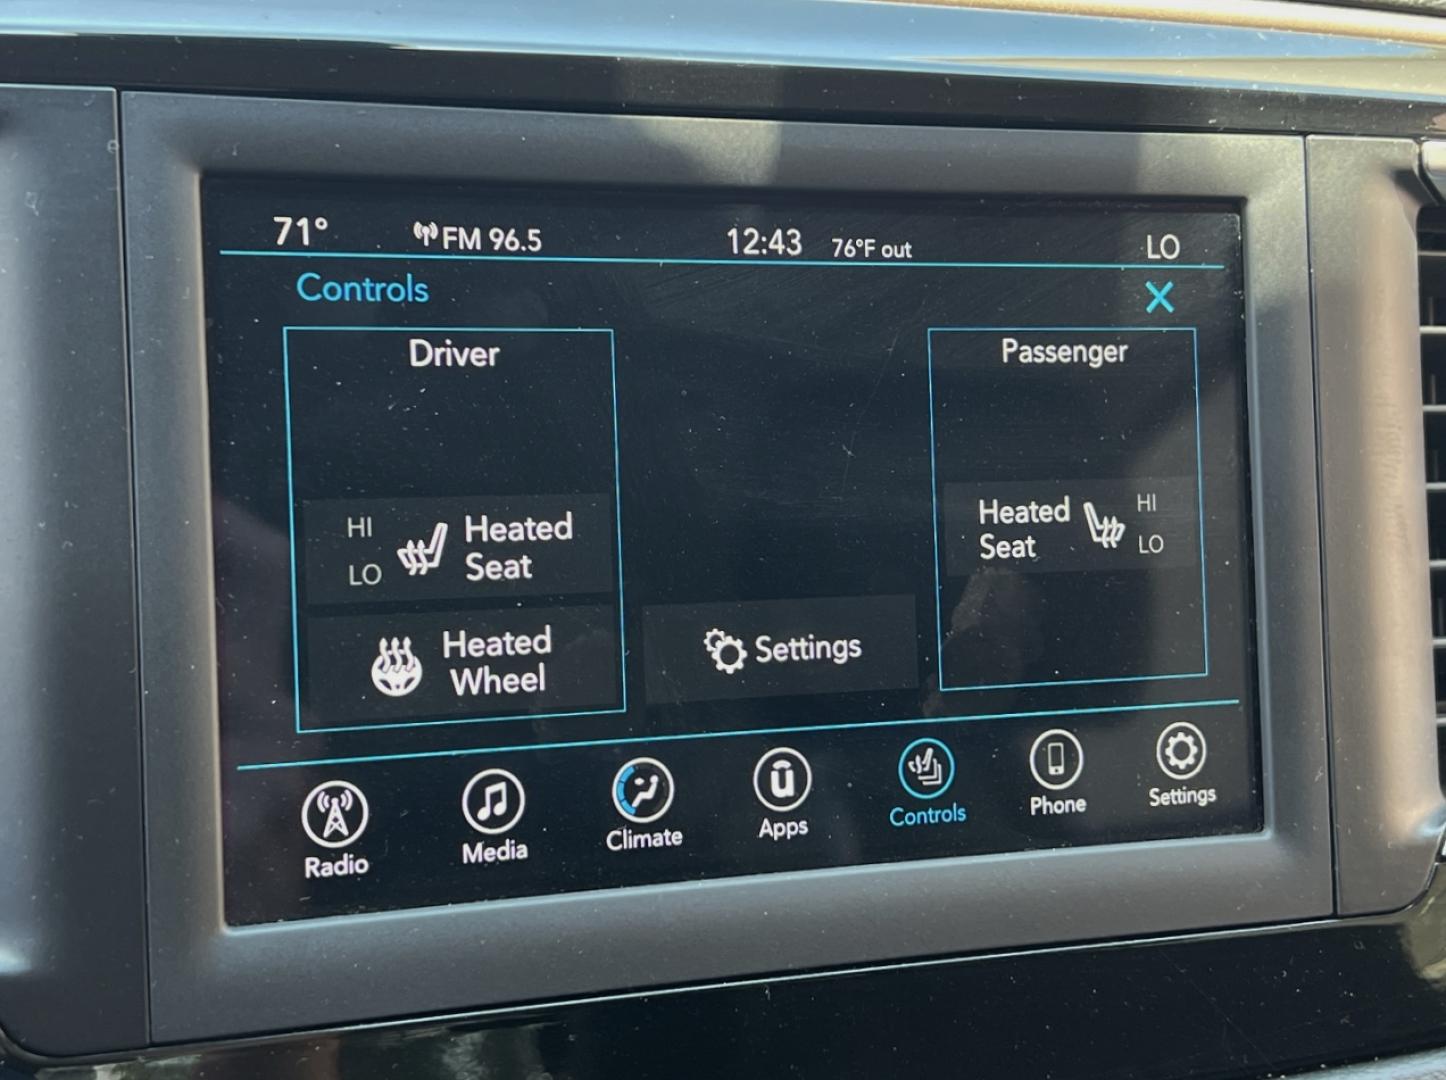 71° FM 96.5 12:43 76°F out LO
Controls X
Driver
Passenger
HI
LO
Heated
Seat
Heated
Wheel
Settings
Heated
Seat
HI
LO
Radio Media Climate Apps Controls Phone Settings